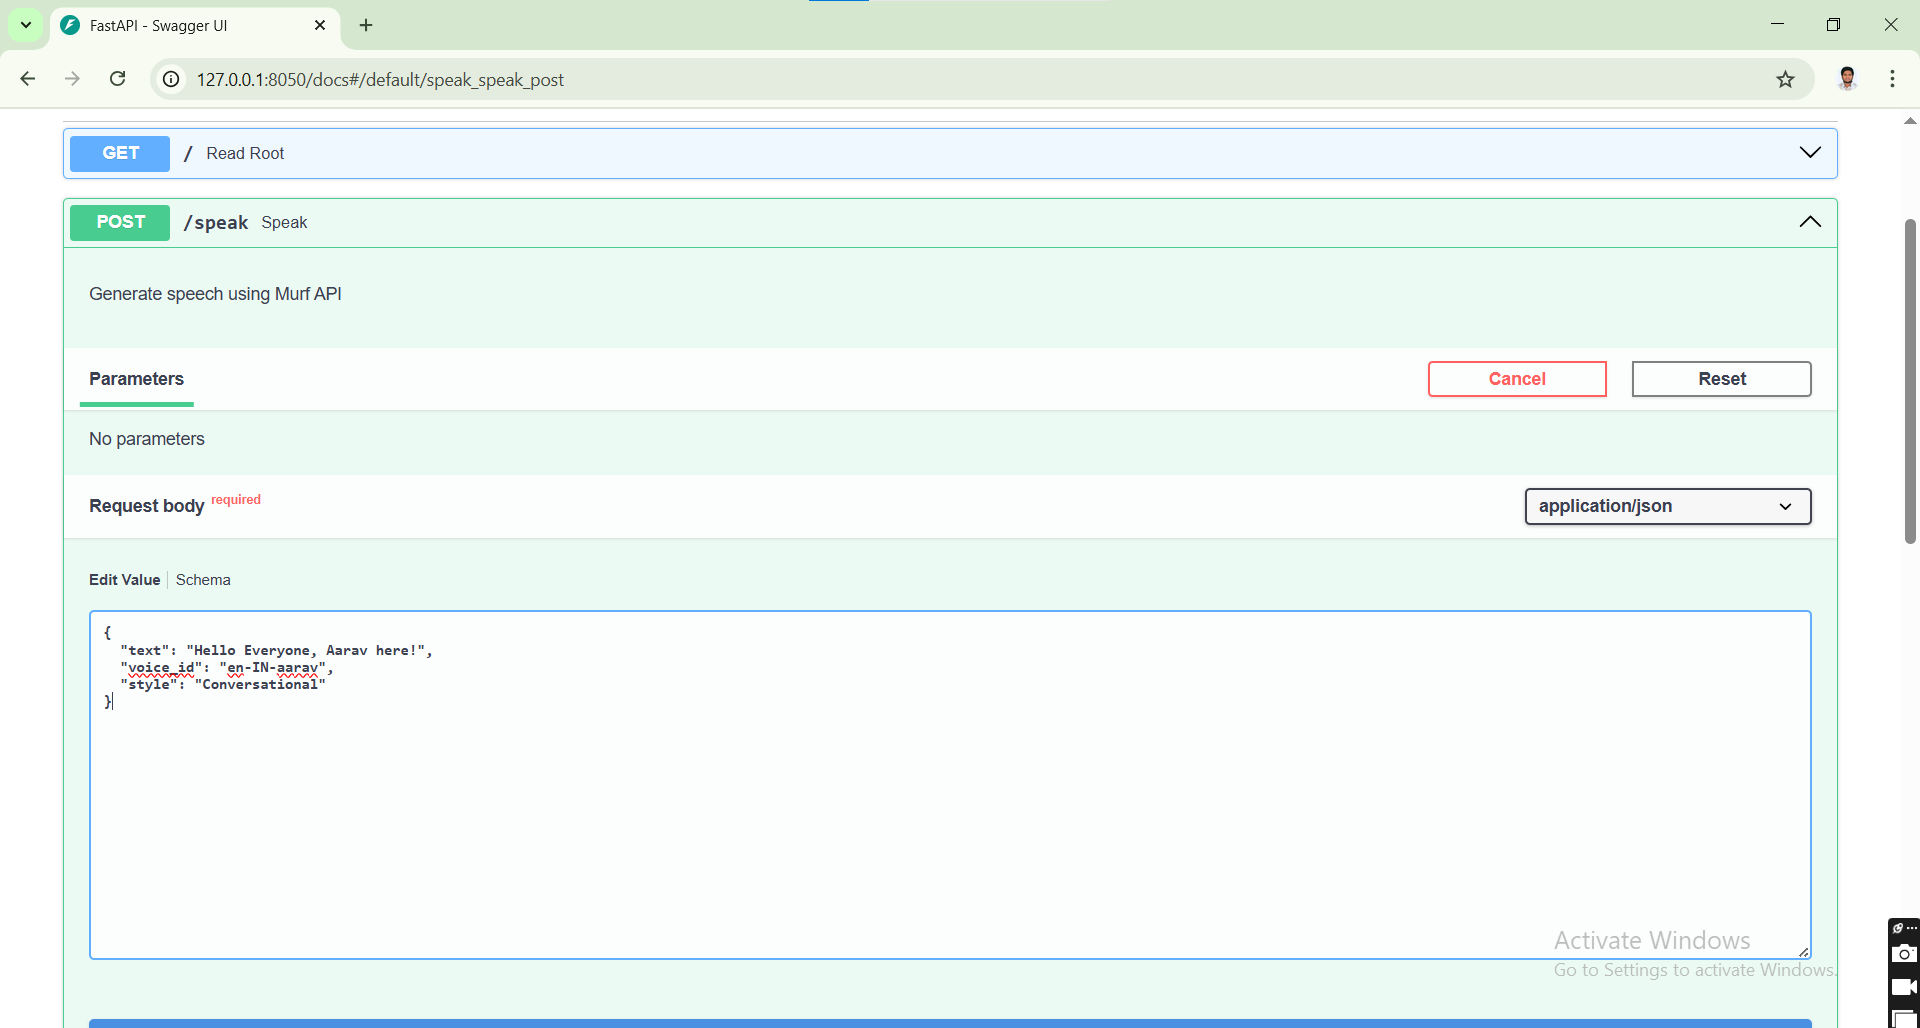 FastAPI - Swagger UI
127.0.0.1:8050/docs#/default/speak_speak_post
GET / Read Root
POST /speak Speak
Generate speech using Murf API
Parameters Cancel Reset
No parameters
Request body required application/json
Edit Value Schema
{
"text": "Hello Everyone, Aarav here!",
"voice_id": "en-IN-aarav",
"style": "Conversational"
}
Activate Windows
Go to Settings to activate Windows.